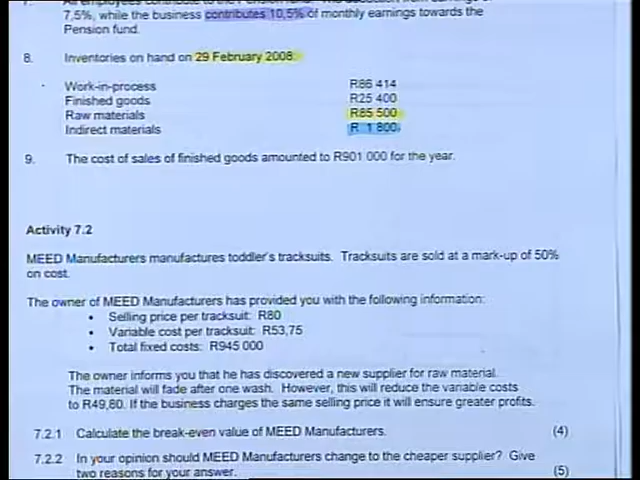 7,5%, while the business contributes 10,5% of monthly earnings towards the
Pension fund.
8. Inventories on hand on 29 February 2008:
Work-in-process R86 414
Finished goods R25 400
Raw materials R85 500
Indirect materials R 1 800
9. The cost of sales of finished goods amounted to R901 000 for the year.
Activity 7.2
MEED Manufacturers manufactures toddler's tracksuits. Tracksuits are sold at a mark-up of 50%
on cost.
The owner of MEED Manufacturers has provided you with the following information:
• Selling price per tracksuit: R80
• Variable cost per tracksuit: R53,75
• Total fixed costs: R945 000
The owner informs you that he has discovered a new supplier for raw material.
The material will fade after one wash. However, this will reduce the variable costs
to R49,80. If the business charges the same selling price it will ensure greater profits.
7.2.1 Calculate the break-even value of MEED Manufacturers. (4)
7.2.2 In your opinion should MEED Manufacturers change to the cheaper supplier? Give
two reasons for your answer. (5)